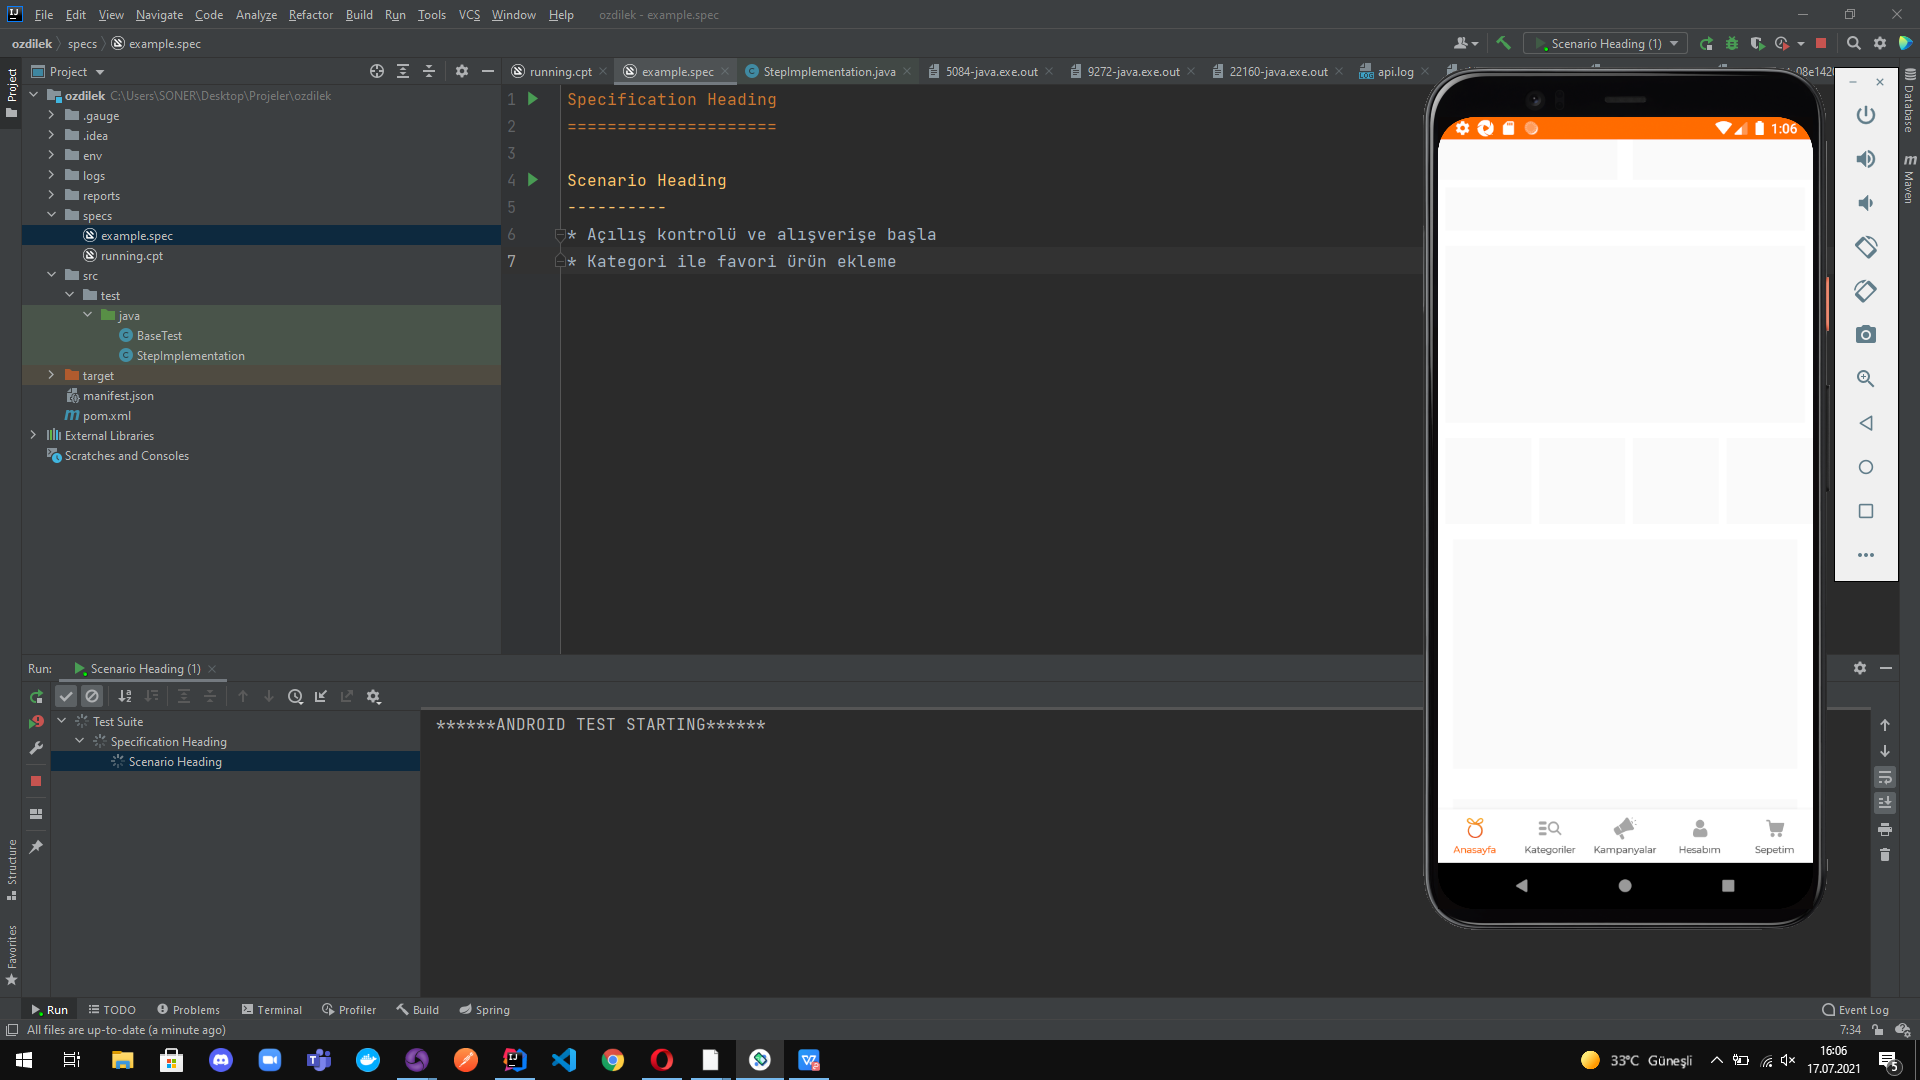 File Edit View Navigate Code Analyze Refactor Build Run Tools VCS Window Help ozdilek - example.spec
ozdilek specs example.spec
Scenario Heading (1)
Project
running.cpt example.spec StepImplementation.java 5084-java.exe.out 9272-java.exe.out 22160-java.exe.out api.log
ozdilek C:\Users\SONER\Desktop\Projeler\ozdilek
.gauge
.idea
env
logs
reports
specs
example.spec
running.cpt
src
test
java
BaseTest
StepImplementation
target
manifest.json
pom.xml
External Libraries
Scratches and Consoles
Project
Structure
Favorites
1 Specification Heading
2 =====================
3
4 Scenario Heading
5 ----------
6 * Açılış kontrolü ve alışverişe başla
7 * Kategori ile favori ürün ekleme
1:06
Anasayfa Kategoriler Kampanyalar Hesabım Sepetim
Database
Maven
Run: Scenario Heading (1)
Test Suite
Specification Heading
Scenario Heading
******ANDROID TEST STARTING******
Run TODO Problems Terminal Profiler Build Spring Event Log
All files are up-to-date (a minute ago) 7:34
33°C Güneşli
16:06
17.07.2021
5